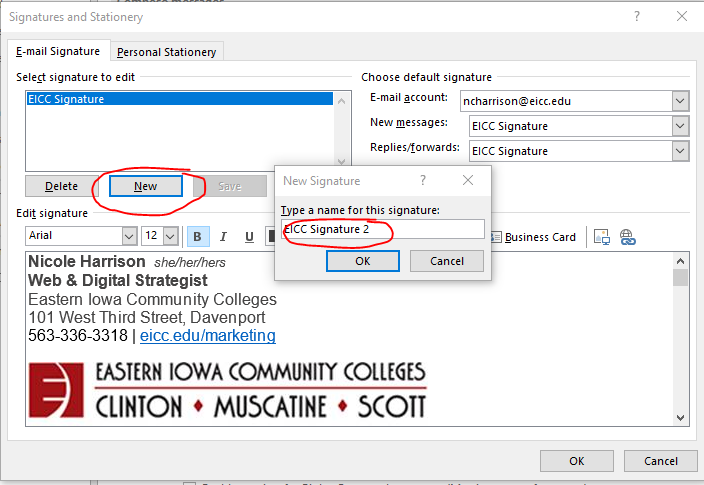 Signatures and Stationery
E-mail Signature
Personal Stationery
Select signature to edit
EICC Signature
Delete
New
Save
Choose default signature
E-mail account:
ncharrison@eicc.edu
New messages:
EICC Signature
Replies/forwards:
EICC Signature
New Signature
Type a name for this signature:
EICC Signature 2
OK
Cancel
Edit signature
Arial
12
B
I
U
Business Card
Nicole Harrison she/her/hers
Web & Digital Strategist
Eastern Iowa Community Colleges
101 West Third Street, Davenport
563-336-3318 | eicc.edu/marketing
EASTERN IOWA COMMUNITY COLLEGES
CLINTON ♦ MUSCATINE ♦ SCOTT
OK
Cancel